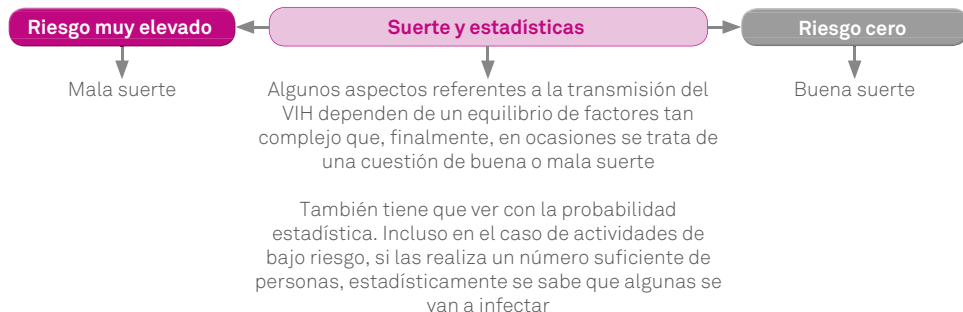 Riesgo muy elevado
Suerte y estadísticas
Riesgo cero
Mala suerte
Algunos aspectos referentes a la transmisión del
VIH dependen de un equilibrio de factores tan
complejo que, finalmente, en ocasiones se trata de
una cuestión de buena o mala suerte
También tiene que ver con la probabilidad
estadística. Incluso en el caso de actividades de
bajo riesgo, si las realiza un número suficiente de
personas, estadísticamente se sabe que algunas se
van a infectar
Buena suerte